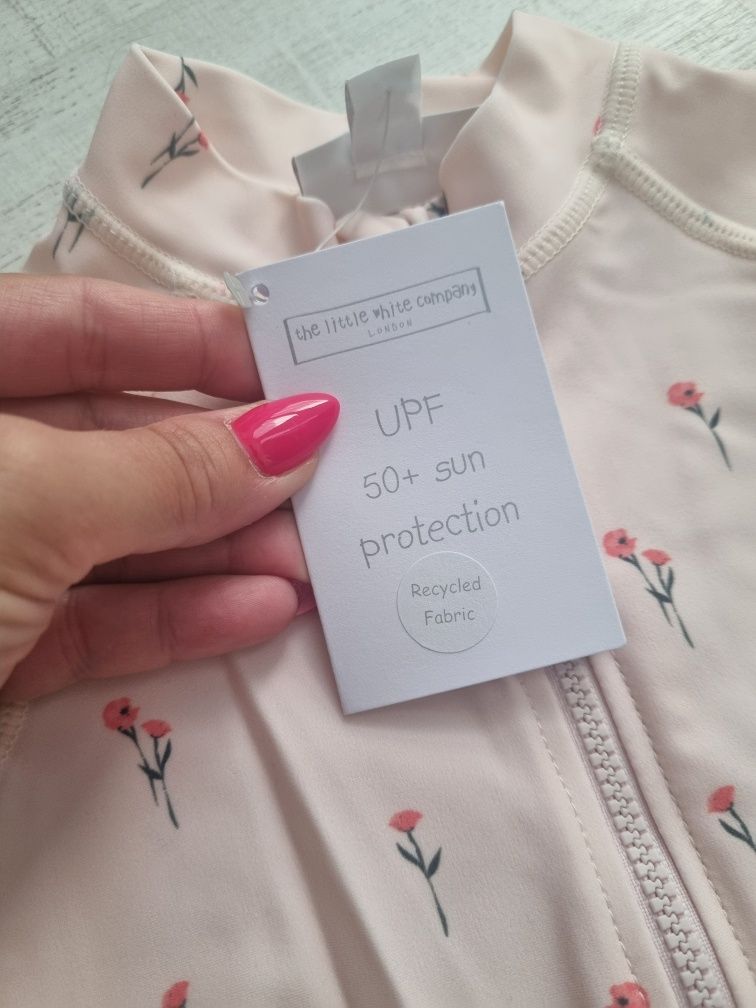 the little white company
LONDON
UPF
50+ sun
protection
Recycled
Fabric